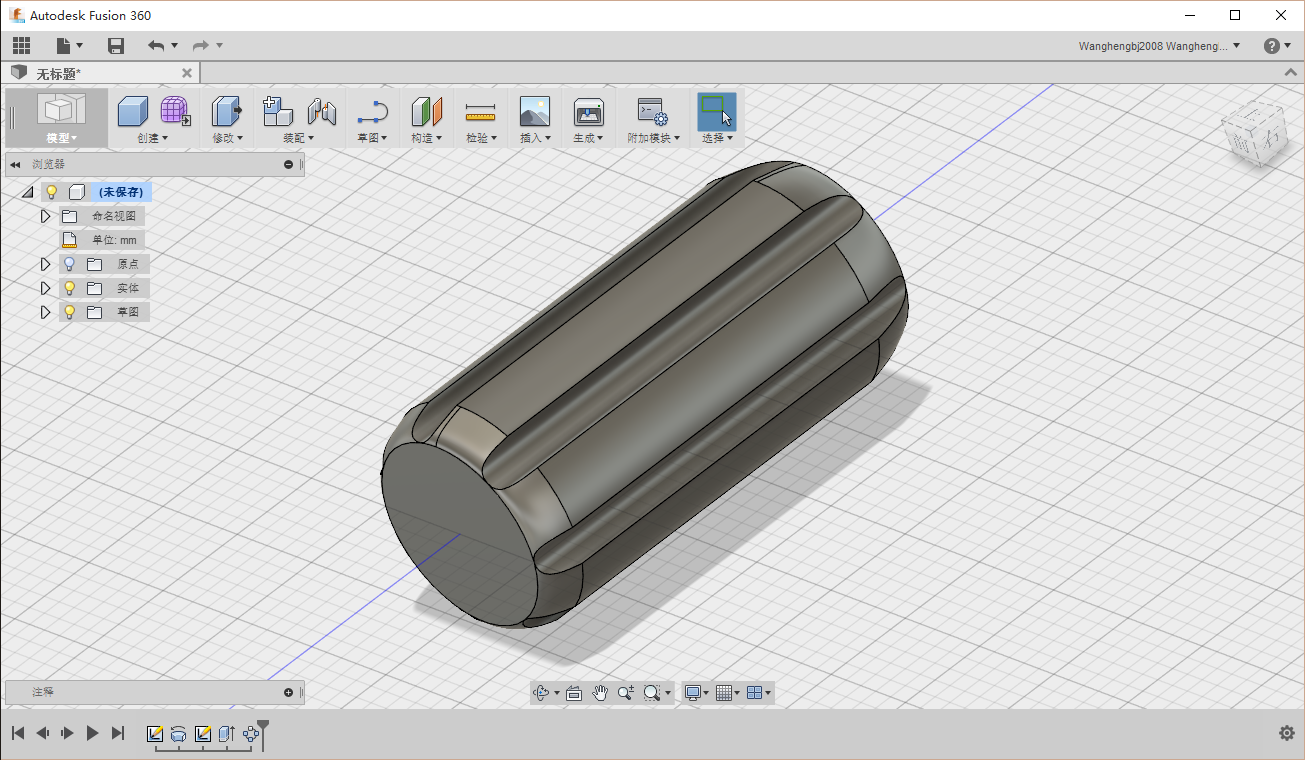 Autodesk Fusion 360
Wanghengbj2008 Wanghengl...
无标题*
模型
创建
修改
装配
草图
构造
检验
插入
生成
附加模块
选择
浏览器
(未保存)
命名视图
单位: mm
原点
实体
草图
注释